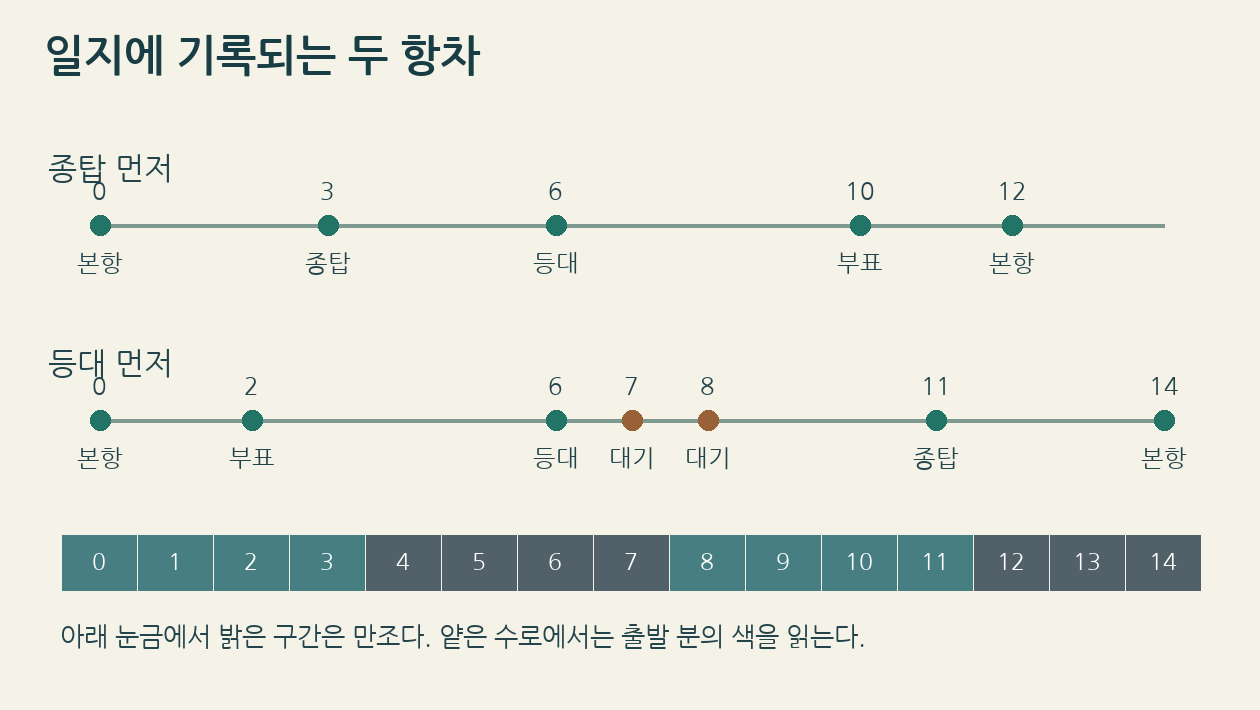 일지에 기록되는 두 항차
종탑 먼저
0 3 6 10 12
본항 종탑 등대 부표 본항
등대 먼저
0 2 6 7 8 11 14
본항 부표 등대 대기 대기 종탑 본항
0 1 2 3 4 5 6 7 8 9 10 11 12 13 14
아래 눈금에서 밝은 구간은 만조다. 얕은 수로에서는 출발 분의 색을 읽는다.